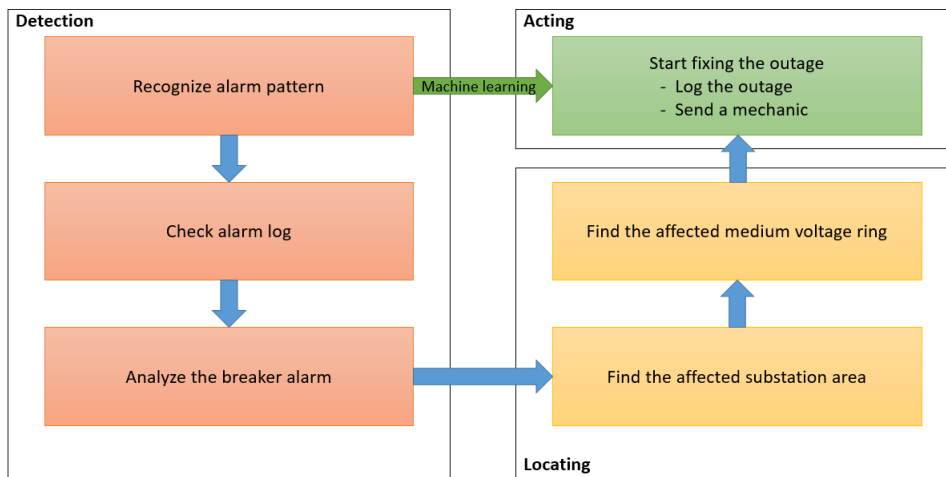 Detection
Recognize alarm pattern
Machine learning
Check alarm log
Analyze the breaker alarm
Acting
Start fixing the outage
- Log the outage
- Send a mechanic
Find the affected medium voltage ring
Find the affected substation area
Locating